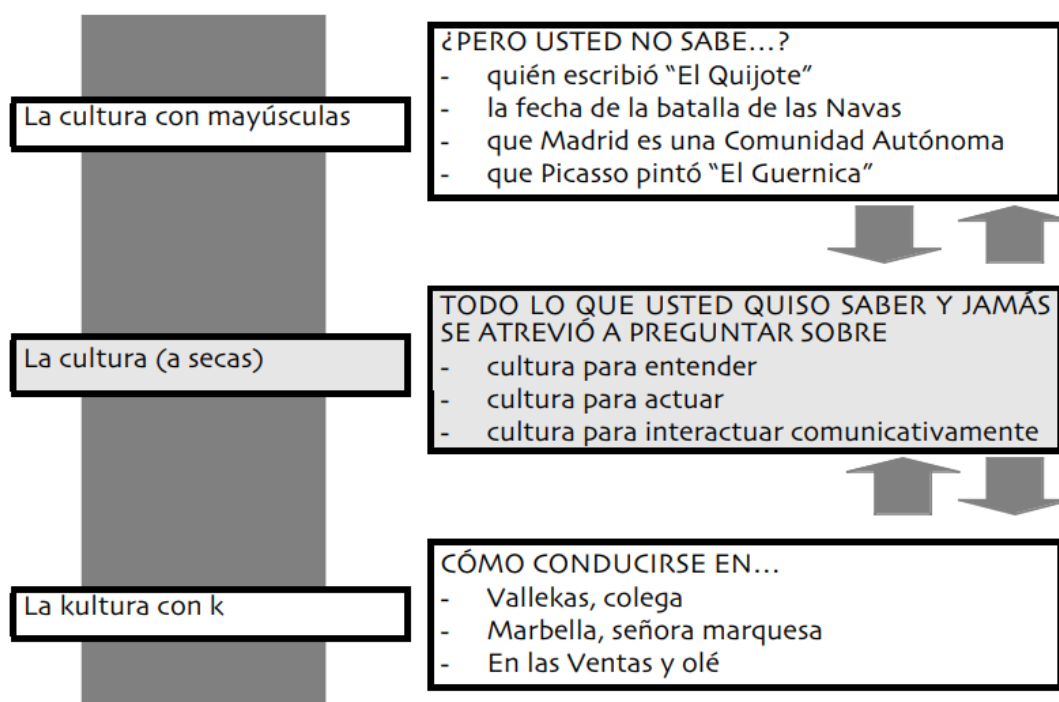 ¿PERO USTED NO SABE...?
- quién escribió “El Quijote”
- la fecha de la batalla de las Navas
La cultura con mayúsculas
- que Madrid es una Comunidad Autónoma
- que Picasso pintó “El Guernica”
TODO LO QUE USTED QUISO SABER Y JAMÁS
SE ATREVIÓ A PREGUNTAR SOBRE
La cultura (a secas)
- cultura para entender
- cultura para actuar
- cultura para interactuar comunicativamente
CÓMO CONDUCIRSE EN...
La kultura con k
- Vallekas, colega
- Marbella, señora marquesa
- En las Ventas y olé